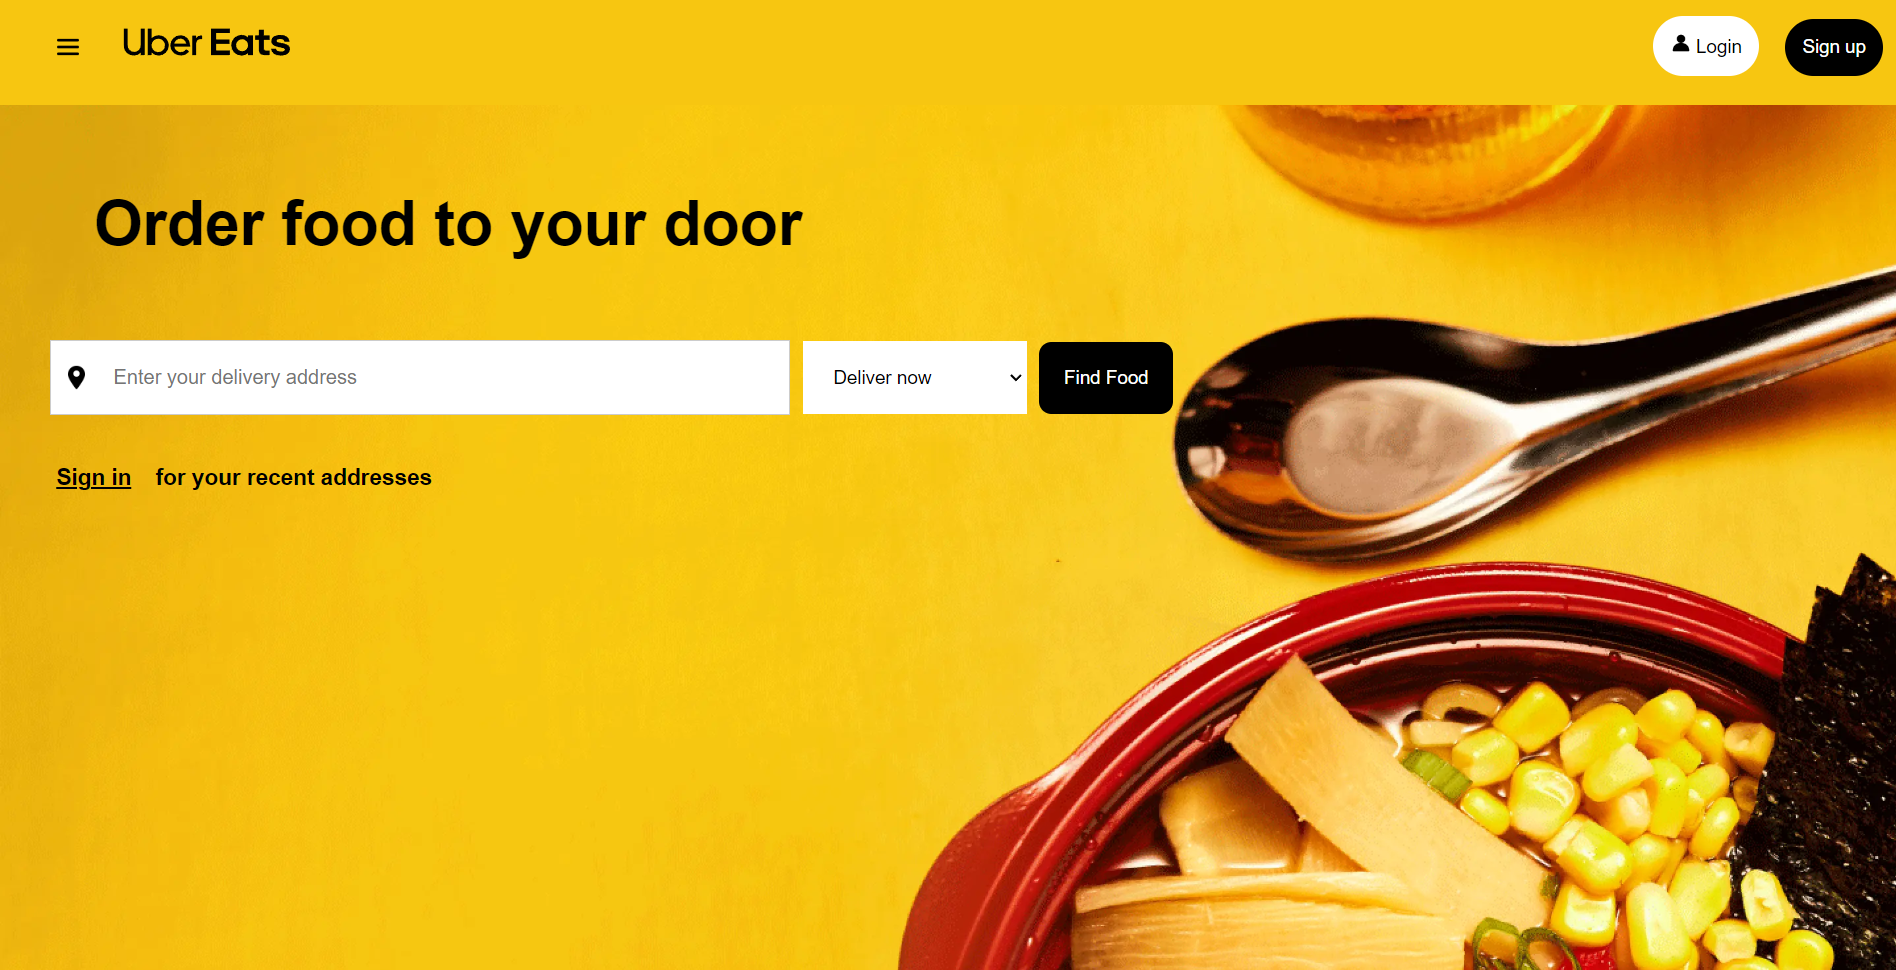 Uber Eats
Login
Sign up
Order food to your door
Enter your delivery address
Deliver now
Find Food
Sign in for your recent addresses